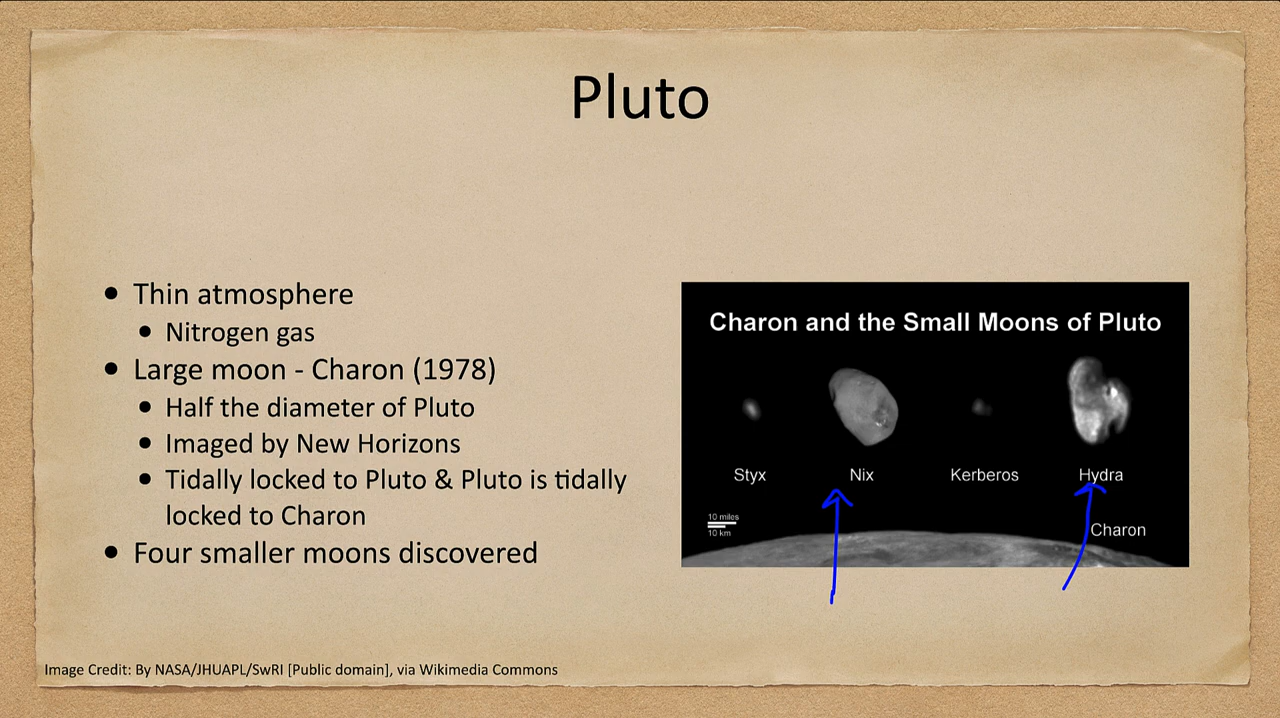 Pluto
• Thin atmosphere
• Nitrogen gas
• Large moon - Charon (1978)
• Half the diameter of Pluto
• Imaged by New Horizons
• Tidally locked to Pluto & Pluto is tidally
locked to Charon
• Four smaller moons discovered
Charon and the Small Moons of Pluto
Styx Nix Kerberos Hydra
10 miles
10 km
Charon
Image Credit: By NASA/JHUAPL/SwRI [Public domain], via Wikimedia Commons